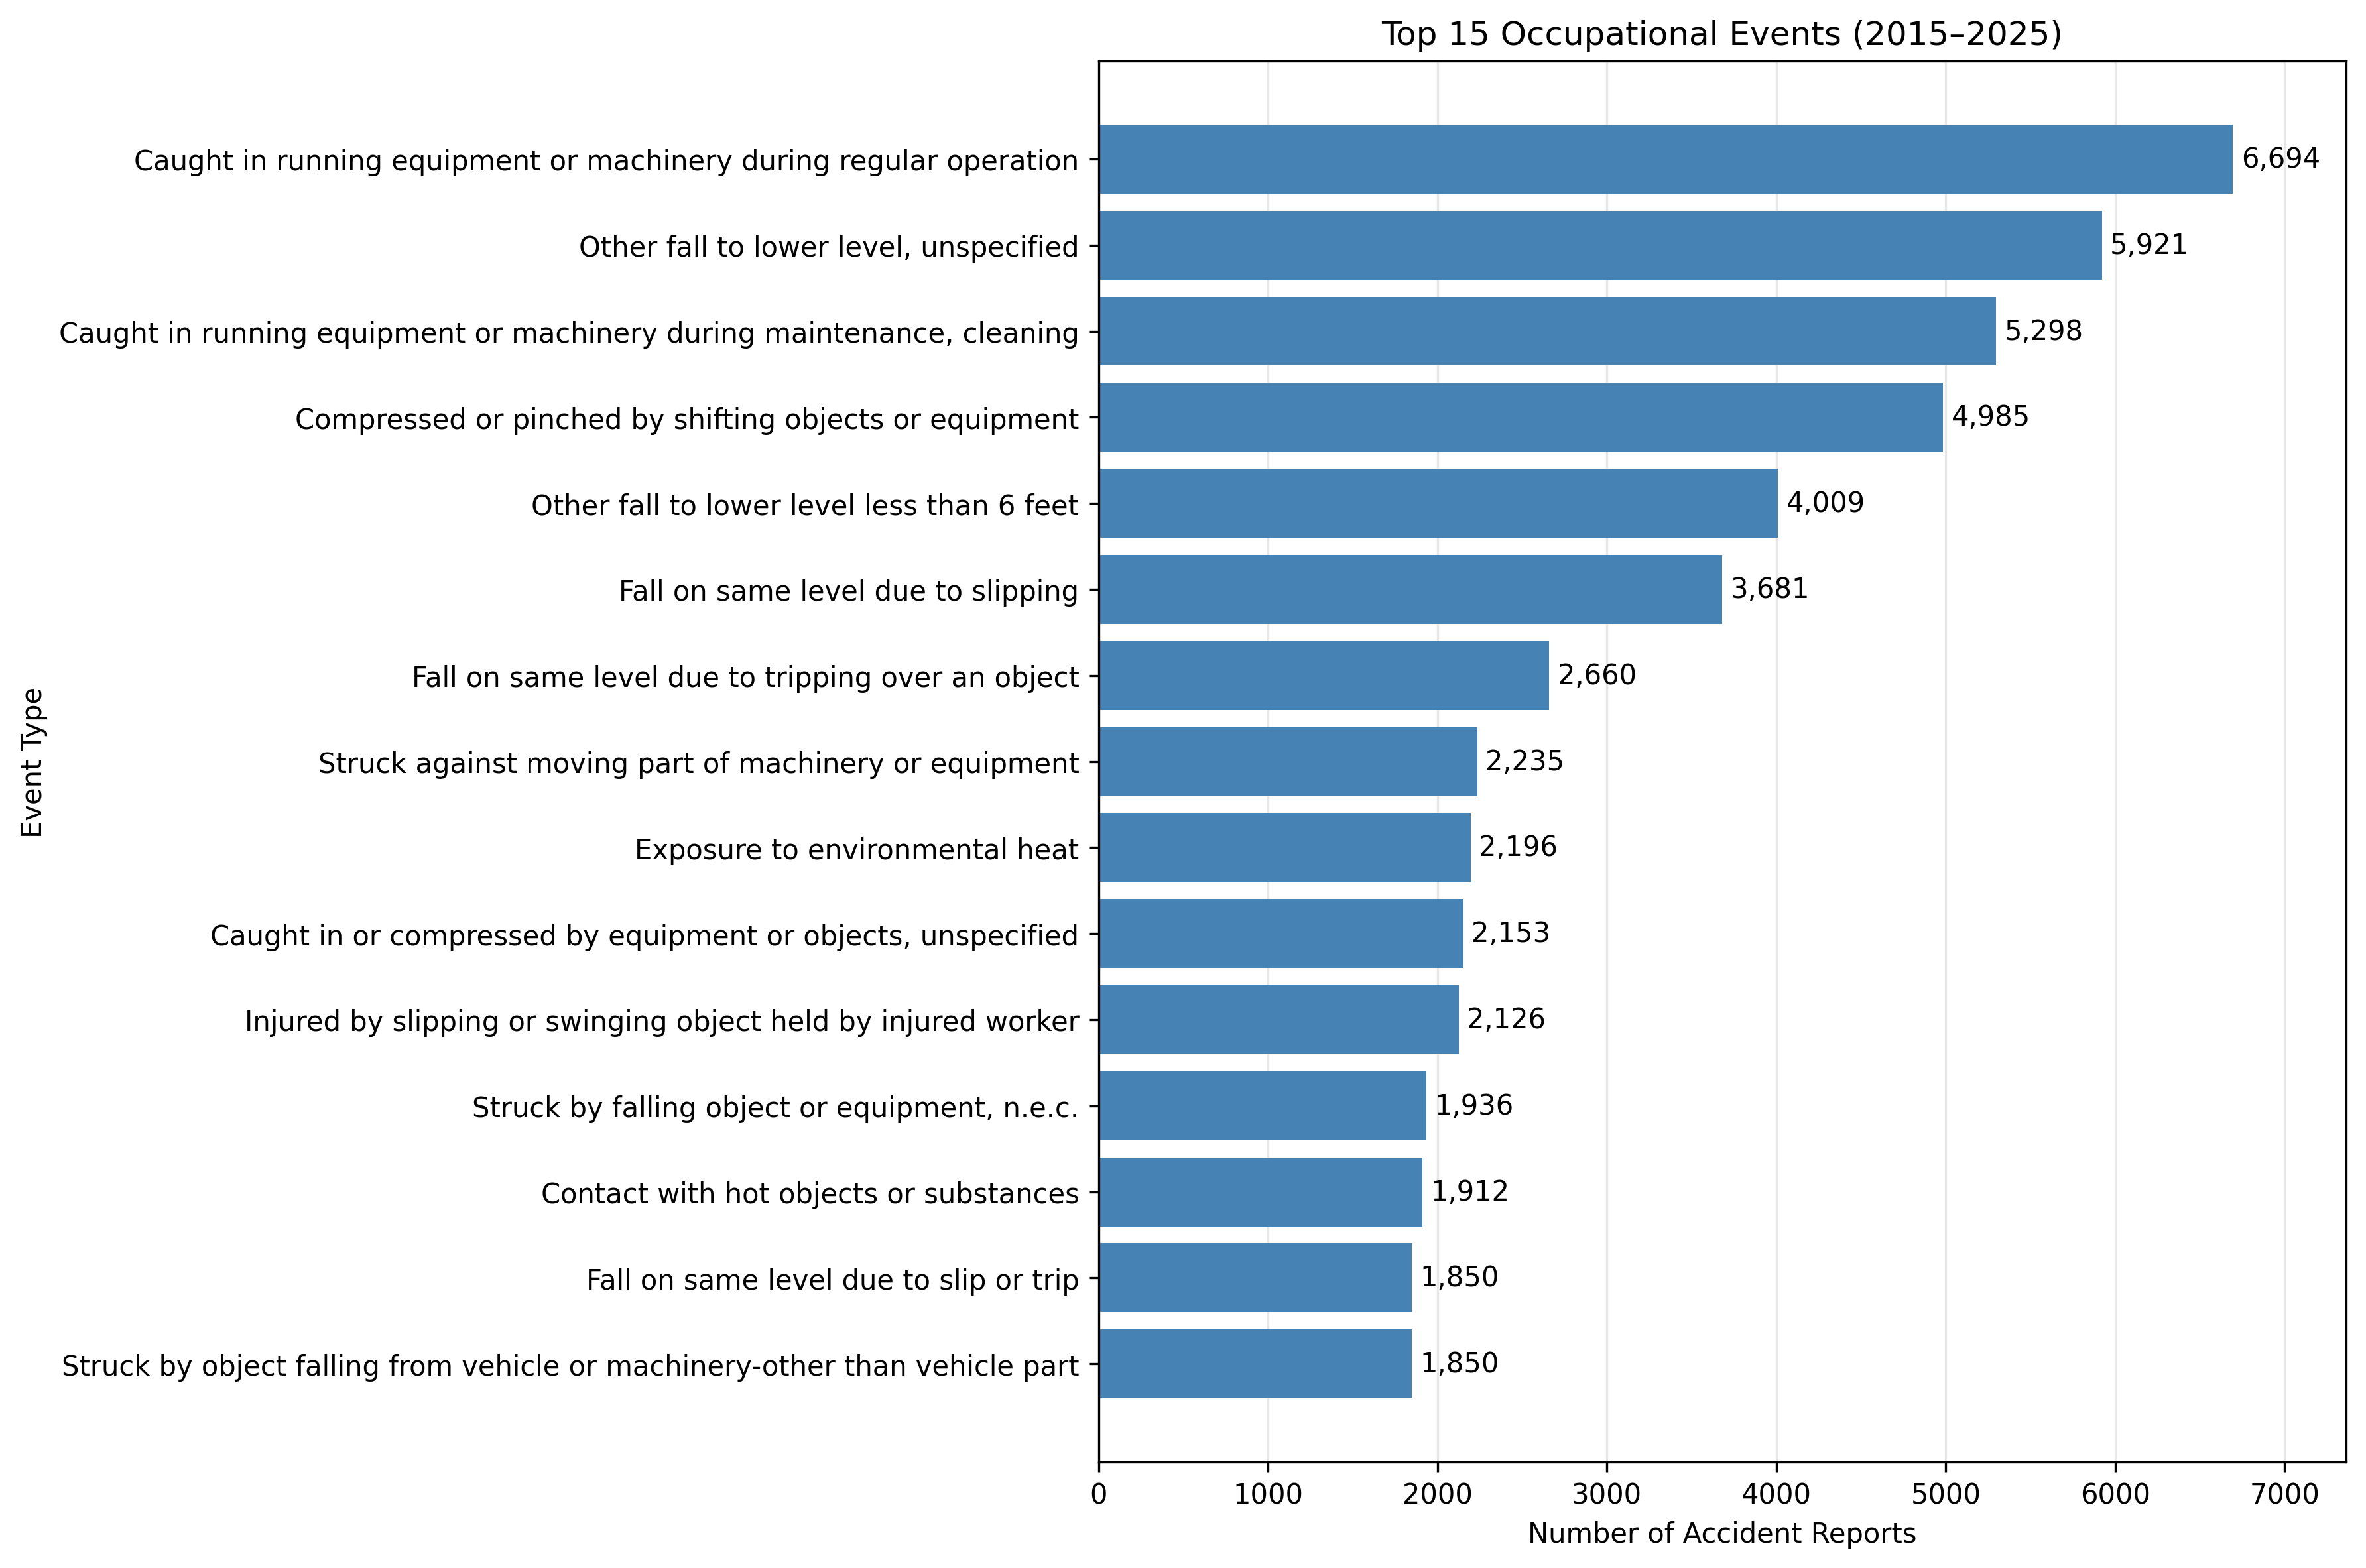 Top 15 Occupational Events (2015–2025)
Event Type
Caught in running equipment or machinery during regular operation 6,694
Other fall to lower level, unspecified 5,921
Caught in running equipment or machinery during maintenance, cleaning 5,298
Compressed or pinched by shifting objects or equipment 4,985
Other fall to lower level less than 6 feet 4,009
Fall on same level due to slipping 3,681
Fall on same level due to tripping over an object 2,660
Struck against moving part of machinery or equipment 2,235
Exposure to environmental heat 2,196
Caught in or compressed by equipment or objects, unspecified 2,153
Injured by slipping or swinging object held by injured worker 2,126
Struck by falling object or equipment, n.e.c. 1,936
Contact with hot objects or substances 1,912
Fall on same level due to slip or trip 1,850
Struck by object falling from vehicle or machinery-other than vehicle part 1,850
0 1000 2000 3000 4000 5000 6000 7000
Number of Accident Reports